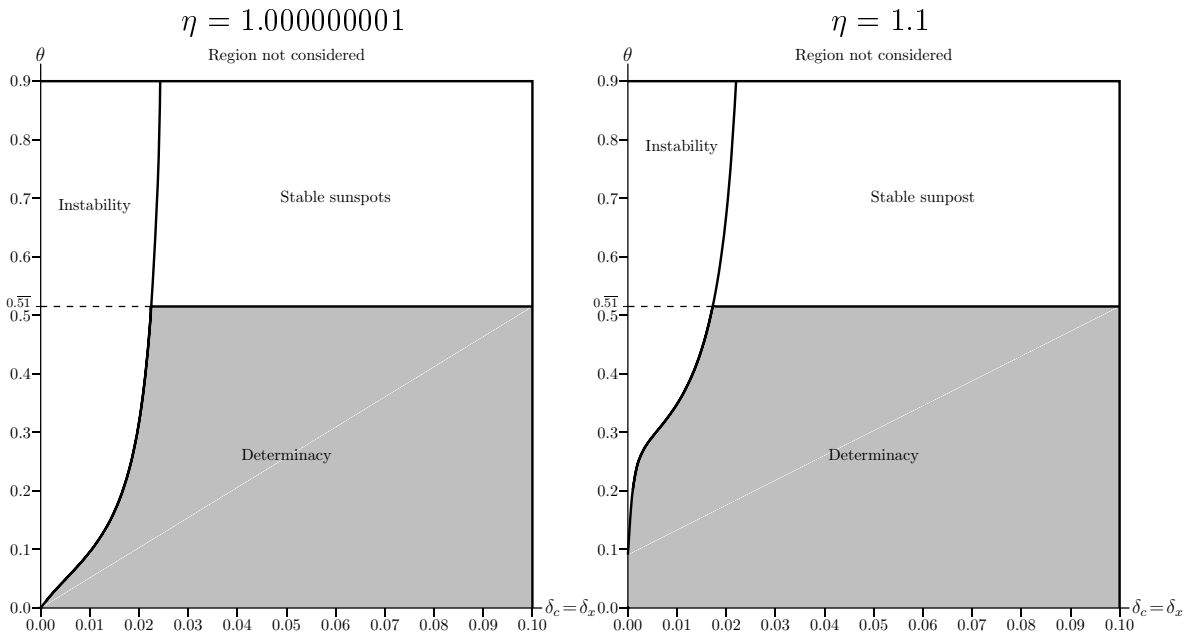 η = 1.000000001
θ
Region not considered
0.9
0.8
0.7
0.6
0.51
0.5
0.4
0.3
0.2
0.1
0.0
Instability
Stable sunspots
Determinacy
0.00 0.01 0.02 0.03 0.04 0.05 0.06 0.07 0.08 0.09 0.10
δc=δx
η = 1.1
θ
Region not considered
0.9
0.8
0.7
0.6
0.51
0.5
0.4
0.3
0.2
0.1
0.0
Instability
Stable sunpost
Determinacy
0.00 0.01 0.02 0.03 0.04 0.05 0.06 0.07 0.08 0.09 0.10
δc=δx